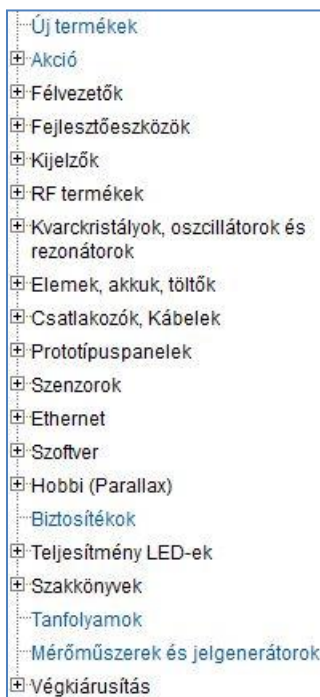 Új termékek
Akció
Félvezetők
Fejlesztőeszközök
Kijelzők
RF termékek
Kvarckristályok, oszcillátorok és
rezonátorok
Elemek, akkuk, töltők
Csatlakozók, Kábelek
Prototípuspanelek
Szenzorok
Ethernet
Szoftver
Hobbi (Parallax)
Biztosítékok
Teljesítmény LED-ek
Szakkönyvek
Tanfolyamok
Mérőműszerek és jelgenerátorok
Végkiárusítás